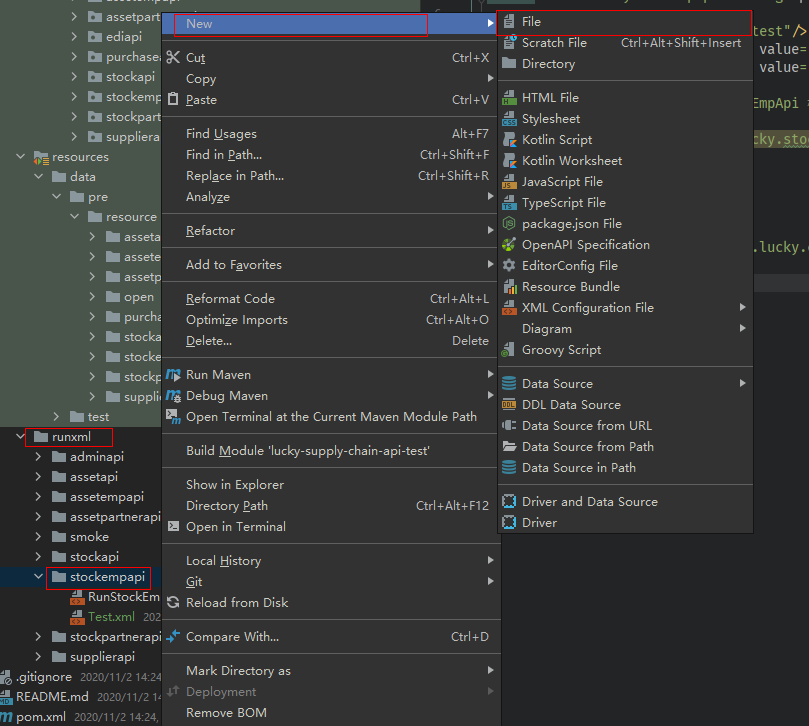 assetpartn
ediapi
purchasea
stockapi
stockemp
stockpart
suppliera
resources
data
pre
resource
asseta
assete
assetp
open
purcha
stocka
stocke
stockp
supplie
test
runxml
adminapi
assetapi
assetempapi
assetpartnerapi
smoke
stockapi
stockempapi
RunStockEm
Test.xml 202
stockpartnerapi
supplierapi
.gitignore 2020/11/2 14:24
README.md 2020/11/2 14
pom.xml 2020/11/2 14:24,
New
Cut Ctrl+X
Copy
Paste Ctrl+V
Find Usages Alt+F7
Find in Path... Ctrl+Shift+F
Replace in Path... Ctrl+Shift+R
Analyze
Refactor
Add to Favorites
Reformat Code Ctrl+Alt+L
Optimize Imports Ctrl+Alt+O
Delete... Delete
Run Maven
Debug Maven
Open Terminal at the Current Maven Module Path
Build Module 'lucky-supply-chain-api-test'
Show in Explorer
Directory Path Ctrl+Alt+F12
Open in Terminal
Local History
Git
Reload from Disk
Compare With... Ctrl+D
Mark Directory as
Deployment
Remove BOM
File
Scratch File Ctrl+Alt+Shift+Insert
Directory
HTML File
Stylesheet
Kotlin Script
Kotlin Worksheet
JavaScript File
TypeScript File
package.json File
OpenAPI Specification
EditorConfig File
Resource Bundle
XML Configuration File
Diagram
Groovy Script
Data Source
DDL Data Source
Data Source from URL
Data Source from Path
Data Source in Path
Driver and Data Source
Driver
test"/>
value=
value=
EmpApi
cky.sto
.lucky.